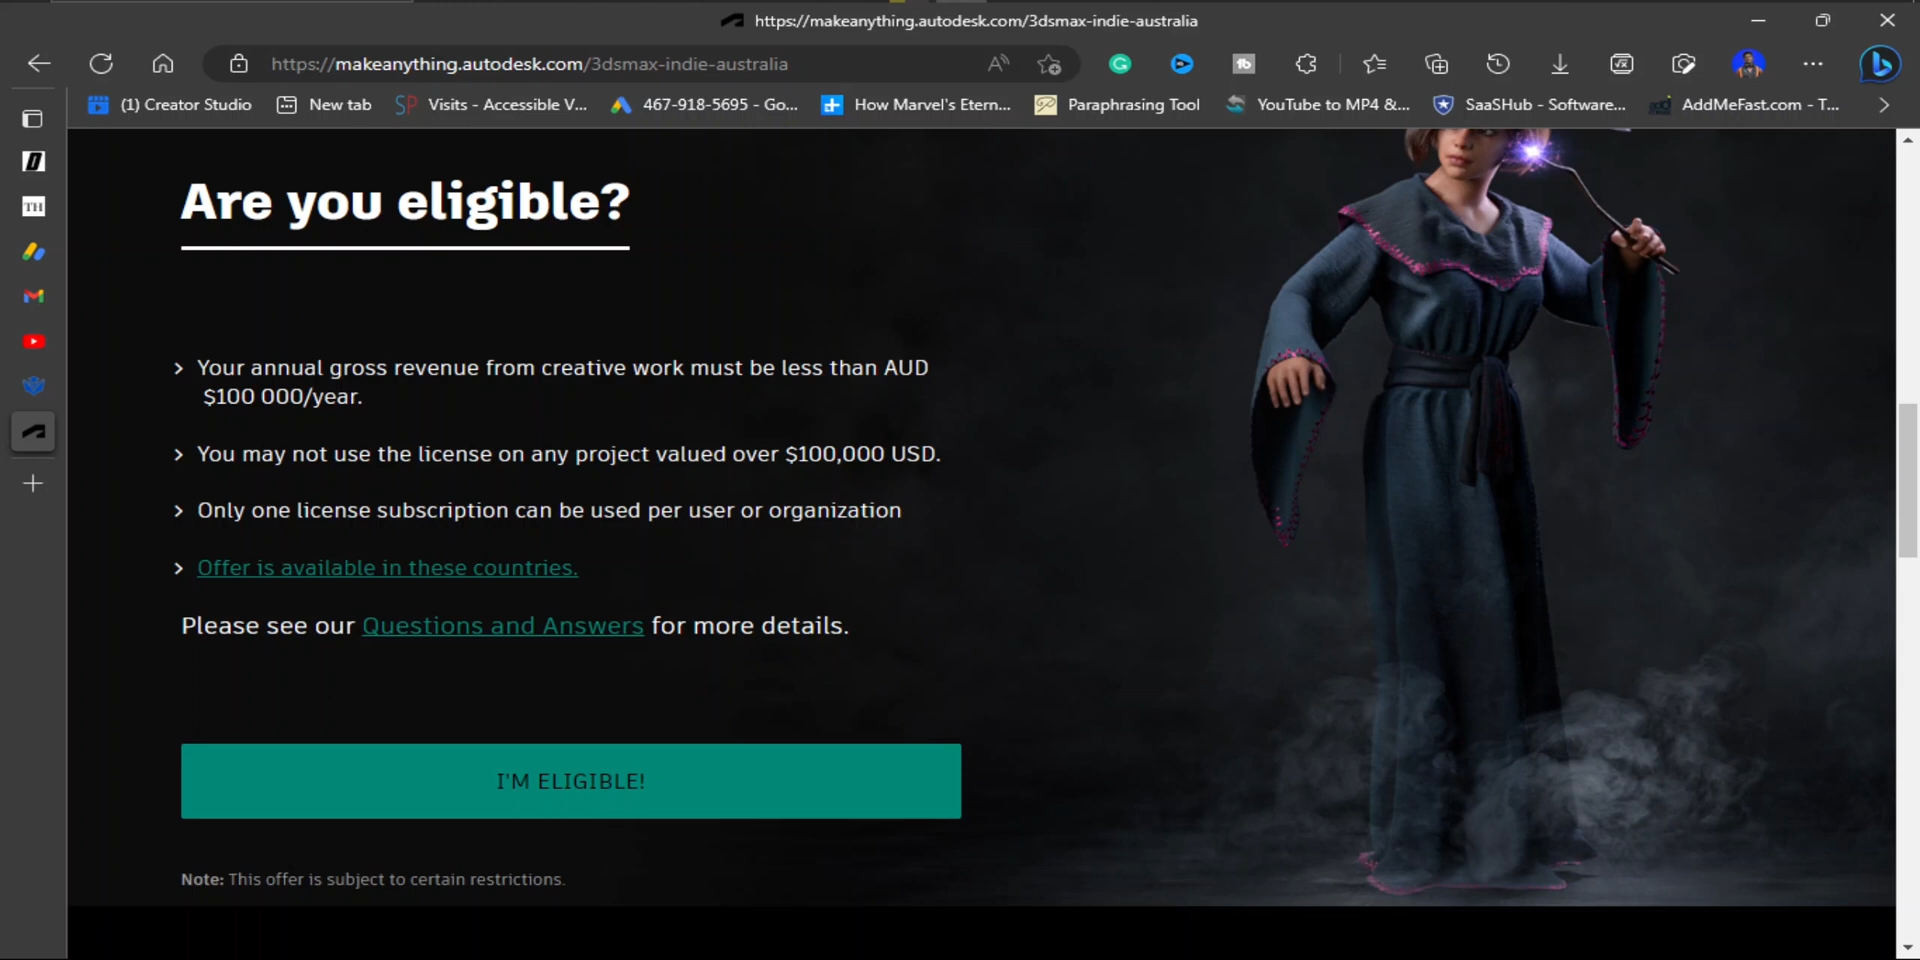 https://makeanything.autodesk.com/3dsmax-indie-australia
https://makeanything.autodesk.com/3dsmax-indie-australia
(1) Creator Studio New tab Visits - Accessible V... 467-918-5695 - Go... How Marvel's Etern... Paraphrasing Tool YouTube to MP4 &... SaaSHub - Software... AddMeFast.com - T...
Are you eligible?
Your annual gross revenue from creative work must be less than AUD
$100 000/year.
You may not use the license on any project valued over $100,000 USD.
Only one license subscription can be used per user or organization
Offer is available in these countries.
Please see our Questions and Answers for more details.
I'M ELIGIBLE!
Note: This offer is subject to certain restrictions.